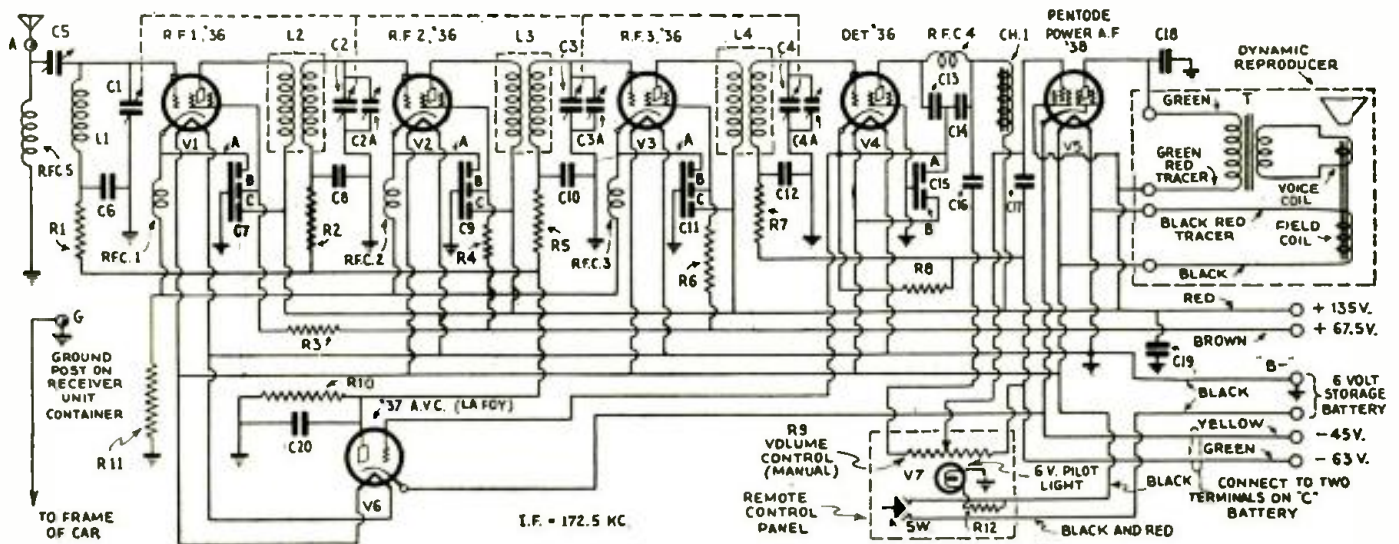 A
C5
R.F.1, '36
L2
C2
R.F.2, '36
L3
C3
R.F.3, '36
L4
C4
DET '36
R.F.C.4
CH.1
PENTODE
POWER A.F.
'38
C18
DYNAMIC
REPRODUCER
C1
L1
RFC 5
V1
C2A
V2
C3A
V3
C4A
V4
C13
C14
V5
GREEN
T
GREEN
RED
TRACER
VOICE
COIL
BLACK RED
TRACER
FIELD
COIL
BLACK
C6
R1
R.F.C.1
A
B
C
C7
C8
R2
R.F.C.2
A
B
C
C9
R4
C10
R5
R.F.C.3
A
B
C
C11
R6
C12
R7
A
C15
B
C16
C17
R8
RED
+ 135 V.
BROWN
+ 67.5 V.
C19
B-
BLACK
6 VOLT
STORAGE
BATTERY
YELLOW
- 45 V.
GREEN
- 63 V.
BLACK
CONNECT TO TWO
TERMINALS ON "C"
BATTERY
G
GROUND
POST ON
RECEIVER
UNIT
CONTAINER
R11
TO FRAME
OF CAR
R3
R10
C20
'37 A.V.C. (LA FOY)
V6
I.F. = 172.5 KC
R9
VOLUME
CONTROL
(MANUAL)
V7
6 V. PILOT
LIGHT
REMOTE
CONTROL
PANEL
SW
R12
BLACK AND RED